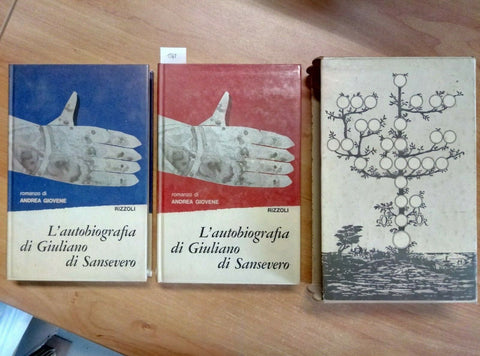 romanzo di
ANDREA GIOVENE
RIZZOLI
L'autobiografia
di Giuliano
di Sansevero
romanzo di
ANDREA GIOVENE
RIZZOLI
L'autobiografia
di Giuliano
di Sansevero